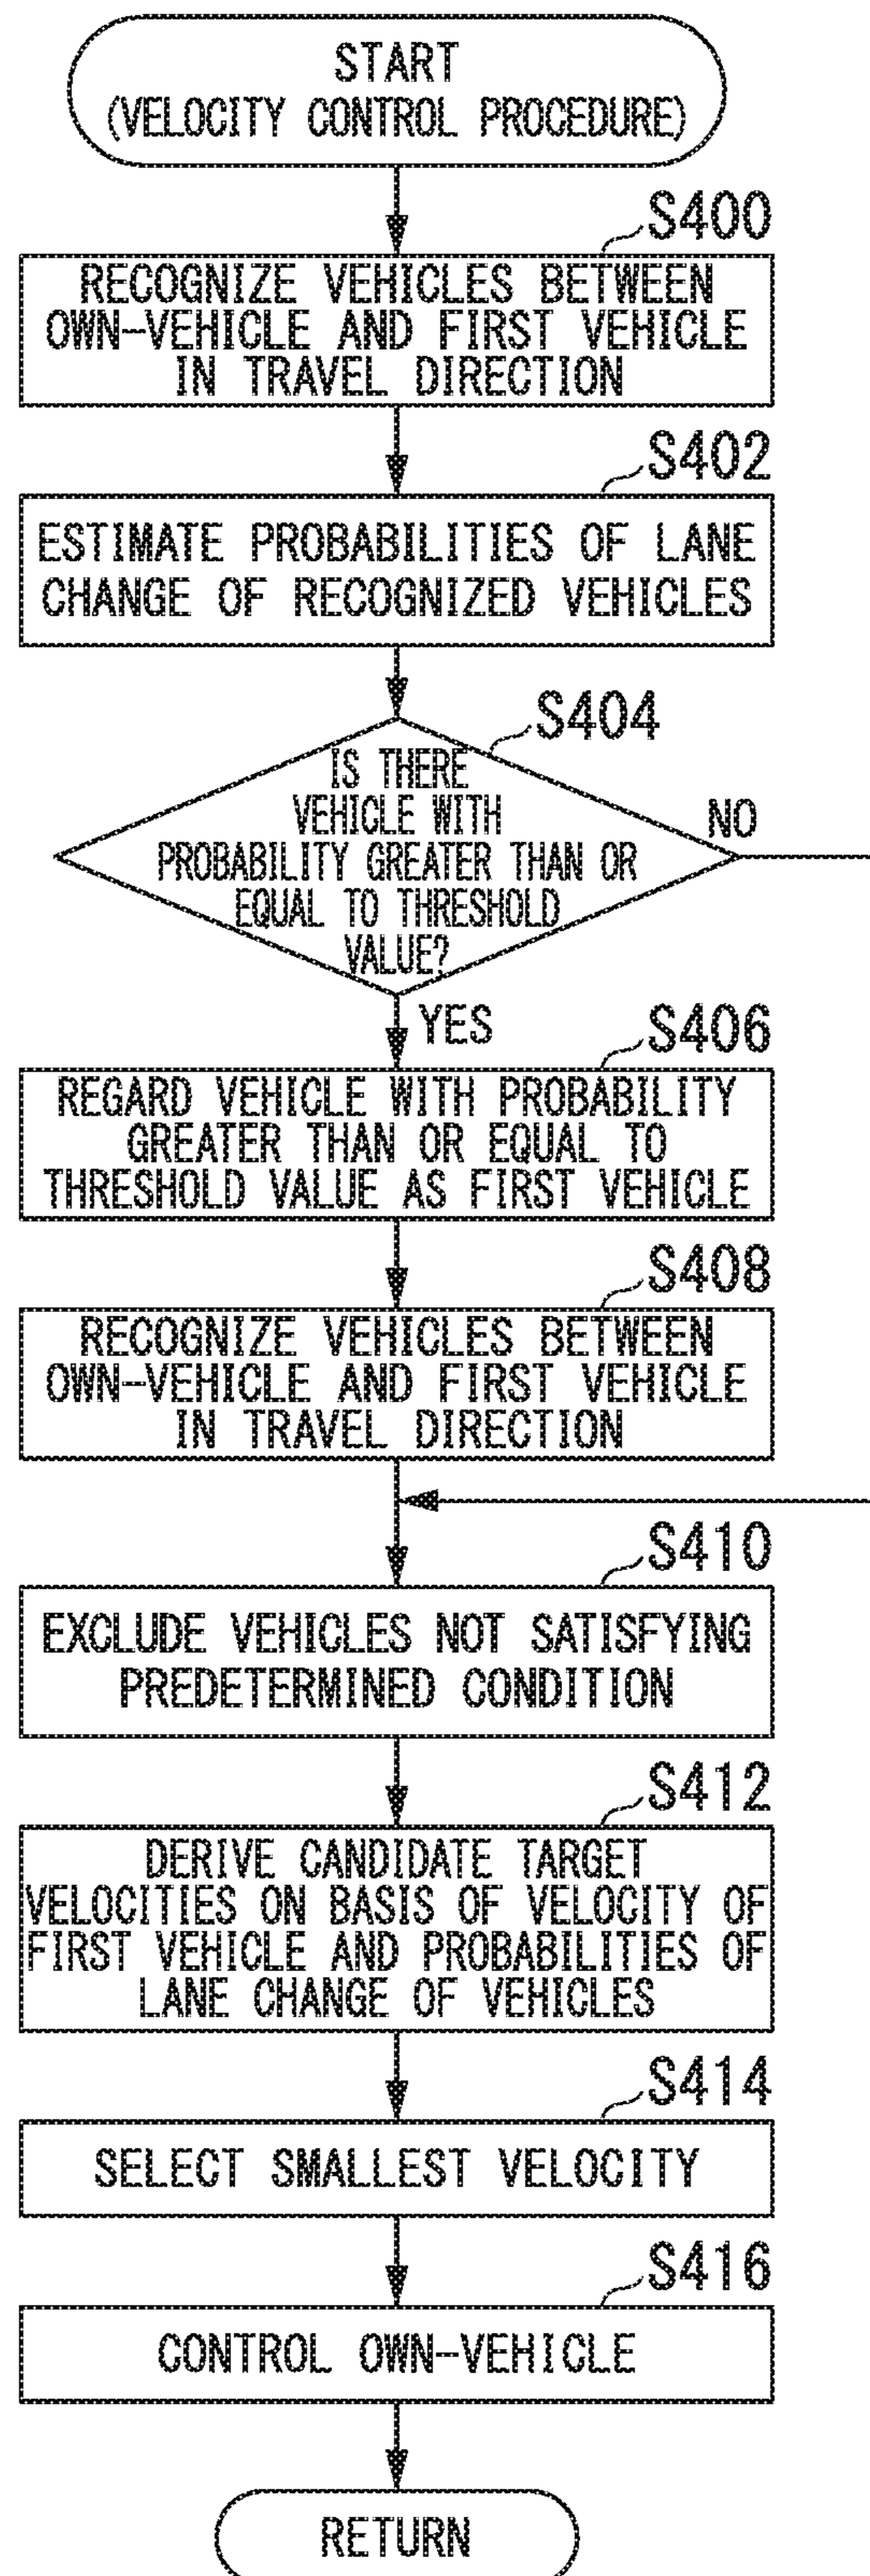 START
(VELOCITY CONTROL PROCEDURE)
S400
RECOGNIZE VEHICLES BETWEEN
OWN-VEHICLE AND FIRST VEHICLE
IN TRAVEL DIRECTION
S402
ESTIMATE PROBABILITIES OF LANE
CHANGE OF RECOGNIZED VEHICLES
S404
IS THERE
VEHICLE WITH
PROBABILITY GREATER THAN OR
EQUAL TO THRESHOLD
VALUE?
NO
YES
S406
REGARD VEHICLE WITH PROBABILITY
GREATER THAN OR EQUAL TO
THRESHOLD VALUE AS FIRST VEHICLE
S408
RECOGNIZE VEHICLES BETWEEN
OWN-VEHICLE AND FIRST VEHICLE
IN TRAVEL DIRECTION
S410
EXCLUDE VEHICLES NOT SATISFYING
PREDETERMINED CONDITION
S412
DERIVE CANDIDATE TARGET
VELOCITIES ON BASIS OF VELOCITY OF
FIRST VEHICLE AND PROBABILITIES OF
LANE CHANGE OF VEHICLES
S414
SELECT SMALLEST VELOCITY
S416
CONTROL OWN-VEHICLE
RETURN